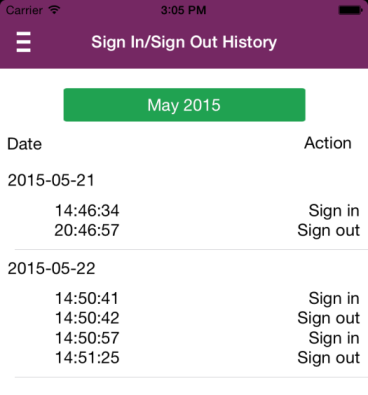 Carrier 3:05 PM
Sign In/Sign Out History
May 2015
Date Action
2015-05-21
14:46:34 Sign in
20:46:57 Sign out
2015-05-22
14:50:41 Sign in
14:50:42 Sign out
14:50:57 Sign in
14:51:25 Sign out